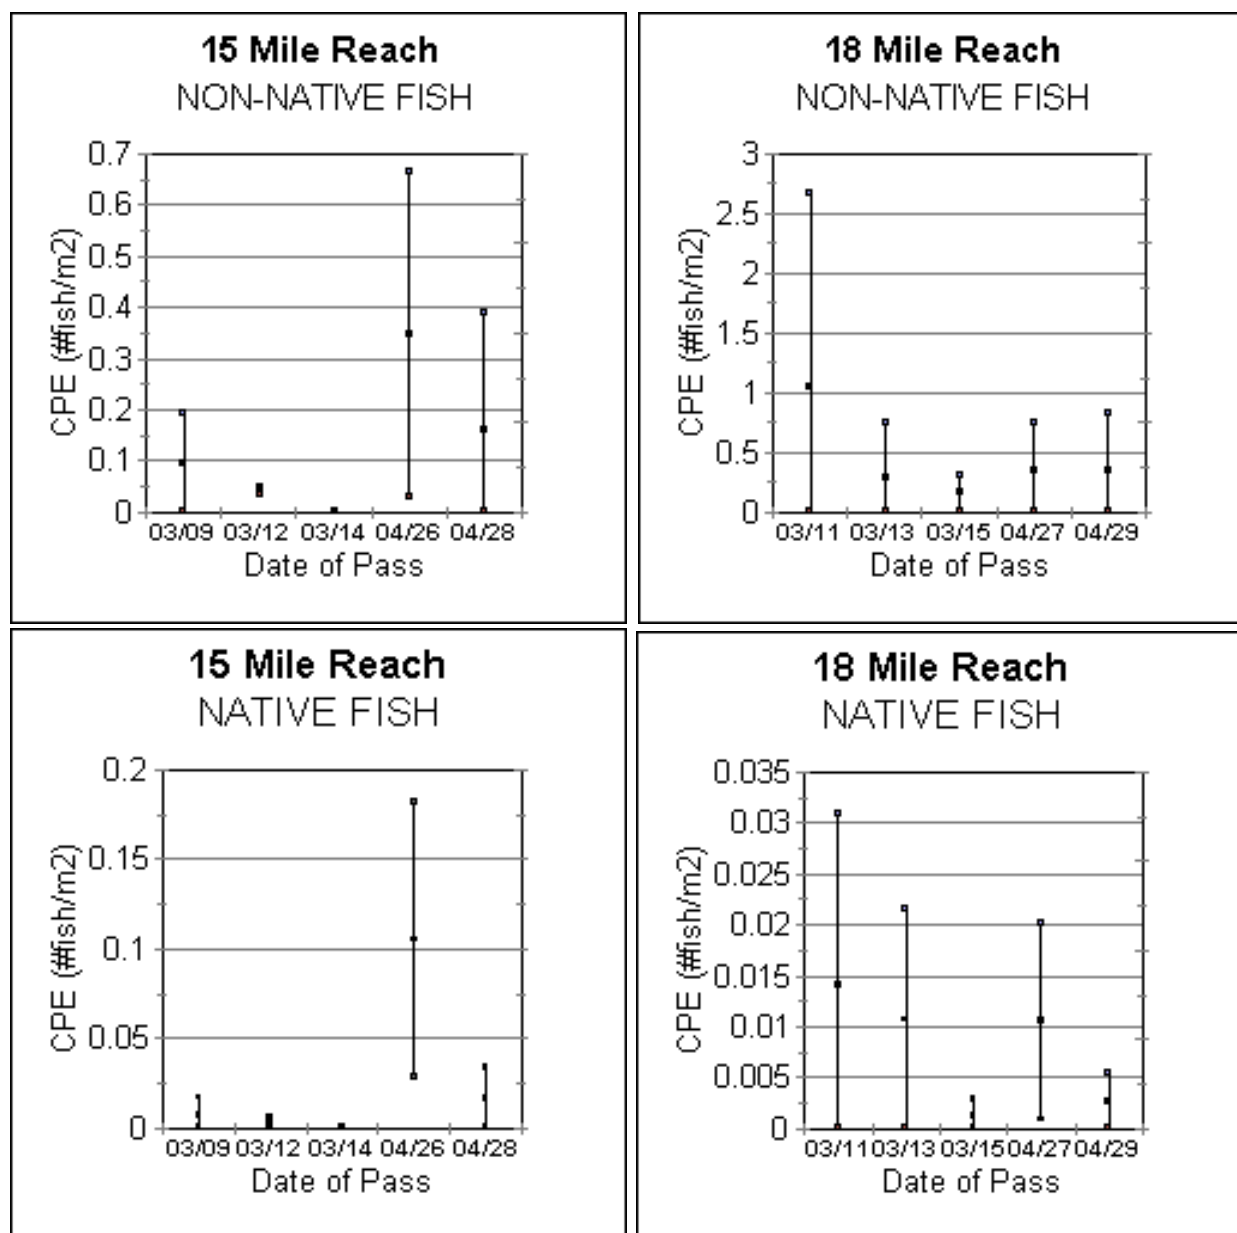 15 Mile Reach
NON-NATIVE FISH
0.7
0.6
0.5
0.4
0.3
0.2
0.1
0
CPE (#fish/m2)
03/09 03/12 03/14 04/26 04/28
Date of Pass
18 Mile Reach
NON-NATIVE FISH
3
2.5
2
1.5
1
0.5
0
CPE (#fish/m2)
03/11 03/13 03/15 04/27 04/29
Date of Pass
15 Mile Reach
NATIVE FISH
0.2
0.15
0.1
0.05
0
CPE (#fish/m2)
03/09 03/12 03/14 04/26 04/28
Date of Pass
18 Mile Reach
NATIVE FISH
0.035
0.03
0.025
0.02
0.015
0.01
0.005
0
CPE (#fish/m2)
03/11 03/13 03/15 04/27 04/29
Date of Pass